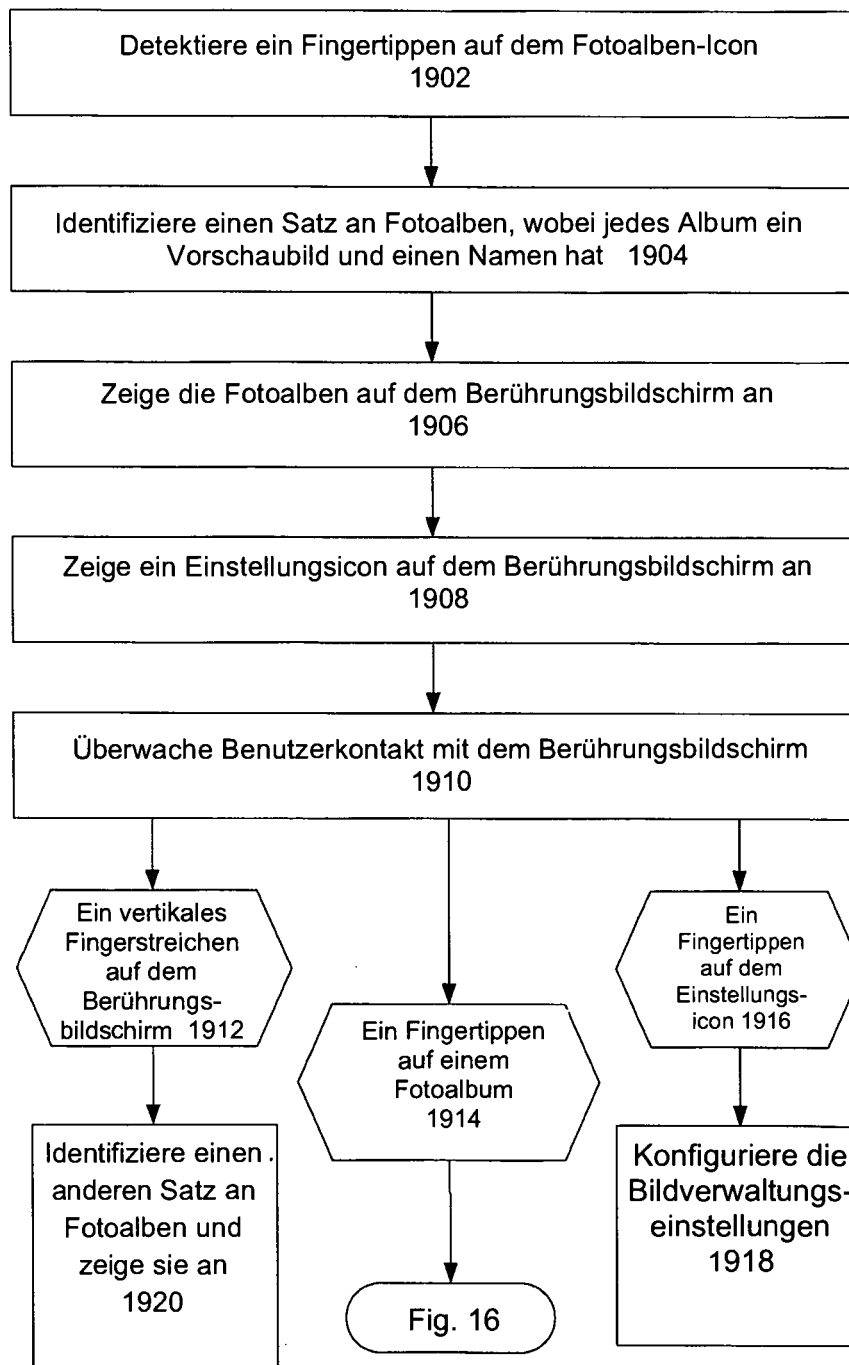 Detektiere ein Fingertippen auf dem Fotoalben-Icon
1902
Identifiziere einen Satz an Fotoalben, wobei jedes Album ein
Vorschaubild und einen Namen hat 1904
Zeige die Fotoalben auf dem Berührungsbildschirm an
1906
Zeige ein Einstellungsicon auf dem Berührungsbildschirm an
1908
Überwache Benutzerkontakt mit dem Berührungsbildschirm
1910
Ein vertikales
Fingerstreichen
auf dem
Berührungs-
bildschirm 1912
Ein Fingertippen
auf einem
Fotoalbum
1914
Ein
Fingertippen
auf dem
Einstellungs-
icon 1916
Identifiziere einen
anderen Satz an
Fotoalben und
zeige sie an
1920
Fig. 16
Konfiguriere die
Bildverwaltungs-
einstellungen
1918